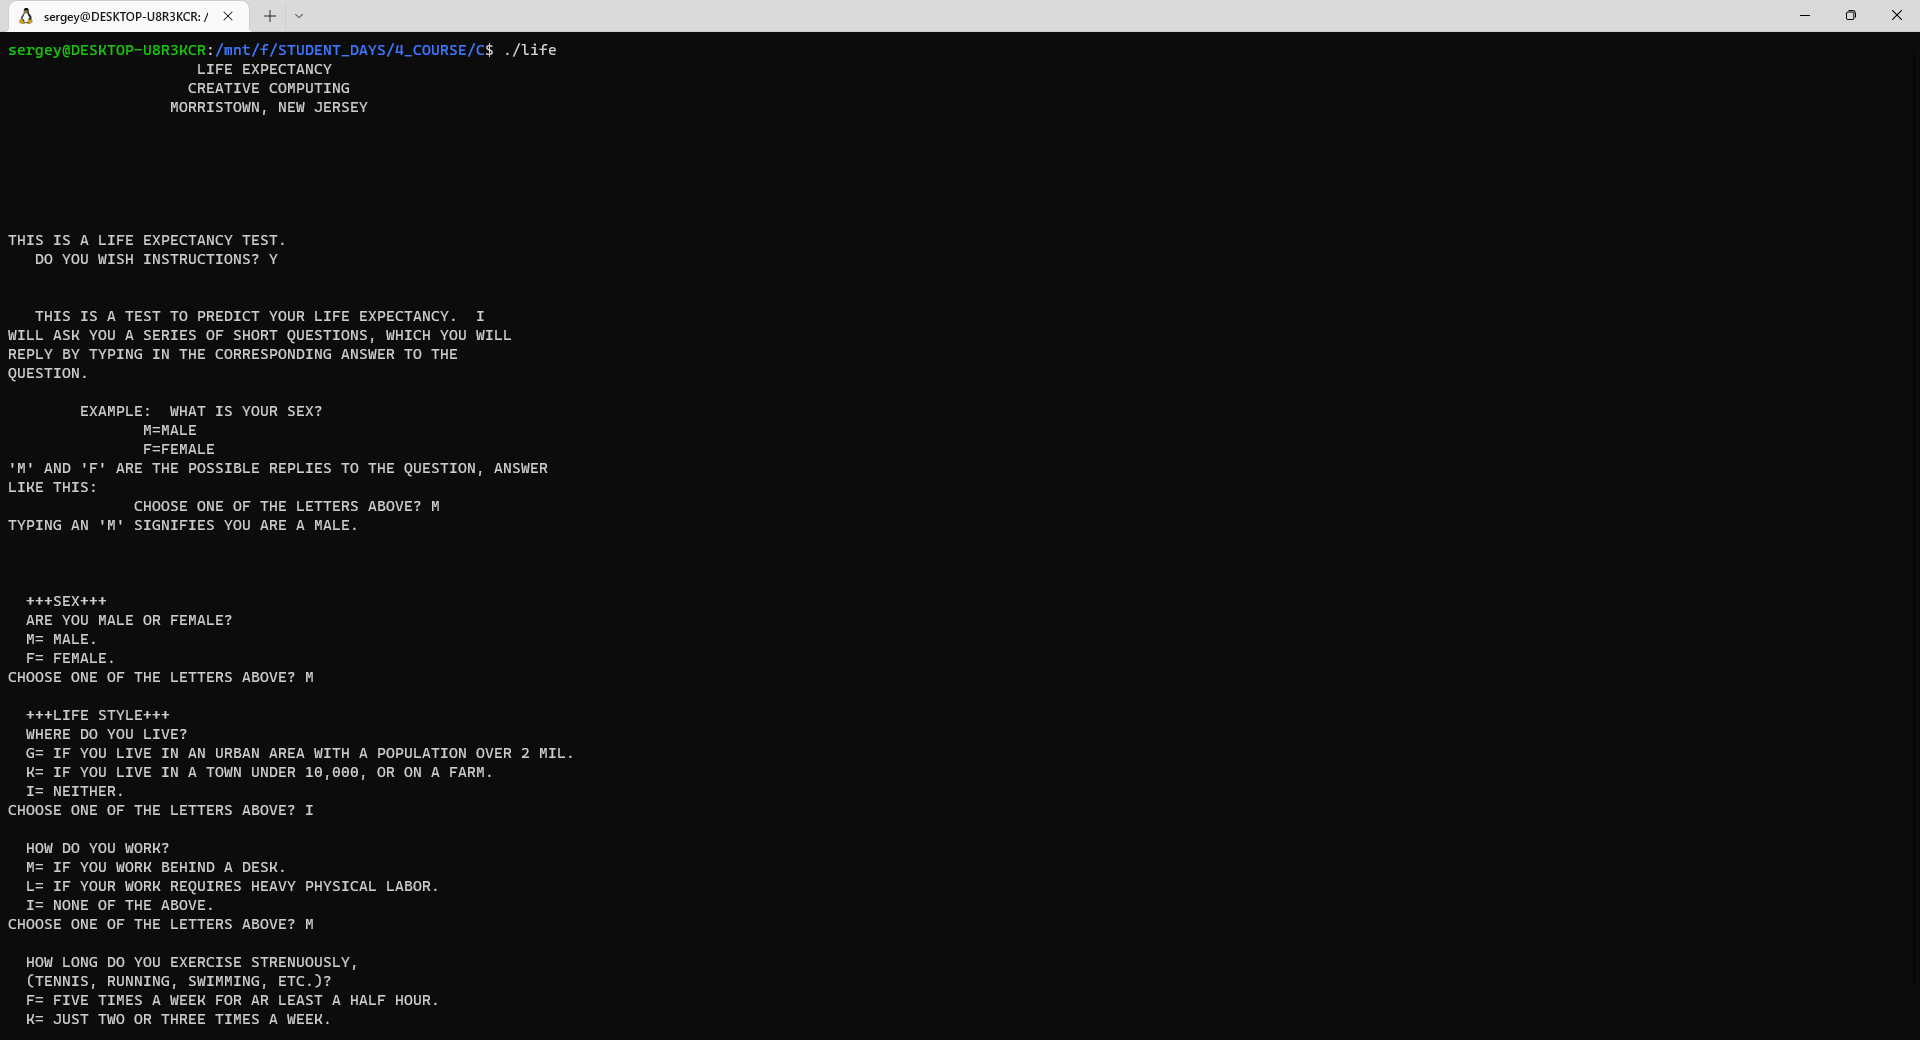 sergey@DESKTOP-U8R3KCR: /
sergey@DESKTOP-U8R3KCR:/mnt/f/STUDENT_DAYS/4_COURSE/C$ ./life
LIFE EXPECTANCY
CREATIVE COMPUTING
MORRISTOWN, NEW JERSEY
THIS IS A LIFE EXPECTANCY TEST.
DO YOU WISH INSTRUCTIONS? Y
THIS IS A TEST TO PREDICT YOUR LIFE EXPECTANCY.  I
WILL ASK YOU A SERIES OF SHORT QUESTIONS, WHICH YOU WILL
REPLY BY TYPING IN THE CORRESPONDING ANSWER TO THE
QUESTION.
EXAMPLE:  WHAT IS YOUR SEX?
M=MALE
F=FEMALE
'M' AND 'F' ARE THE POSSIBLE REPLIES TO THE QUESTION, ANSWER
LIKE THIS:
CHOOSE ONE OF THE LETTERS ABOVE? M
TYPING AN 'M' SIGNIFIES YOU ARE A MALE.
+++SEX+++
ARE YOU MALE OR FEMALE?
M= MALE.
F= FEMALE.
CHOOSE ONE OF THE LETTERS ABOVE? M
+++LIFE STYLE+++
WHERE DO YOU LIVE?
G= IF YOU LIVE IN AN URBAN AREA WITH A POPULATION OVER 2 MIL.
K= IF YOU LIVE IN A TOWN UNDER 10,000, OR ON A FARM.
I= NEITHER.
CHOOSE ONE OF THE LETTERS ABOVE? I
HOW DO YOU WORK?
M= IF YOU WORK BEHIND A DESK.
L= IF YOUR WORK REQUIRES HEAVY PHYSICAL LABOR.
I= NONE OF THE ABOVE.
CHOOSE ONE OF THE LETTERS ABOVE? M
HOW LONG DO YOU EXERCISE STRENUOUSLY,
(TENNIS, RUNNING, SWIMMING, ETC.)?
F= FIVE TIMES A WEEK FOR AR LEAST A HALF HOUR.
K= JUST TWO OR THREE TIMES A WEEK.